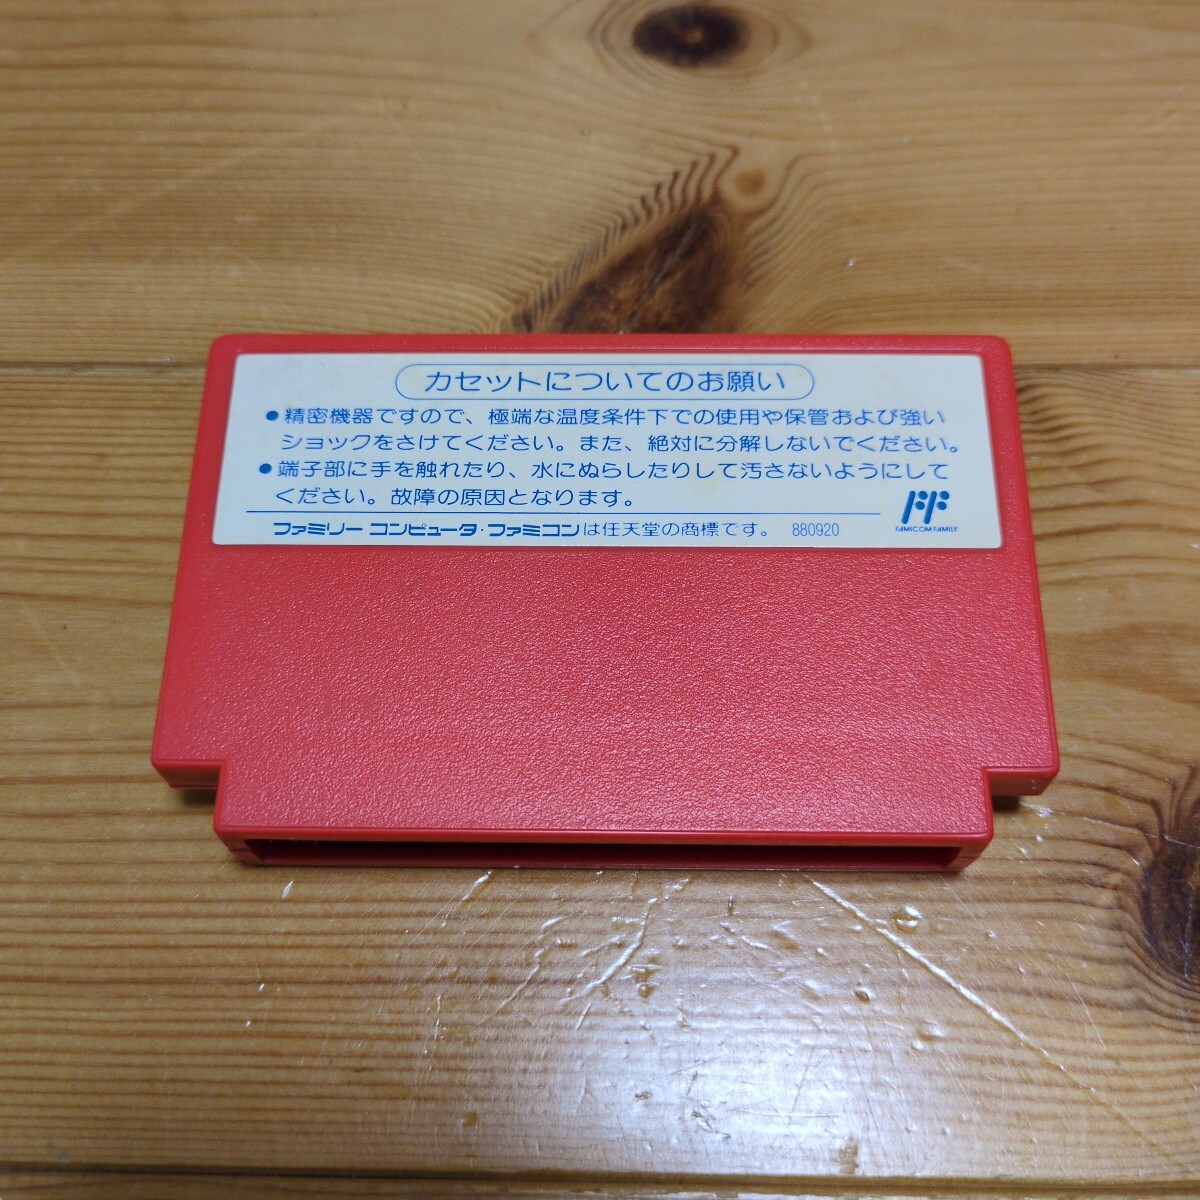 カセットについてのお願い
●精密機器ですので、極端な温度条件下での使用や保管および強い
ショックをさけてください。また、絶対に分解しないでください。
●端子部に手を触れたり、水にぬらしたりして汚さないようにして
ください。故障の原因となります。
FF
FAMICOM FAMILY
ファミリー コンピュータ・ファミコンは任天堂の商標です。 880920